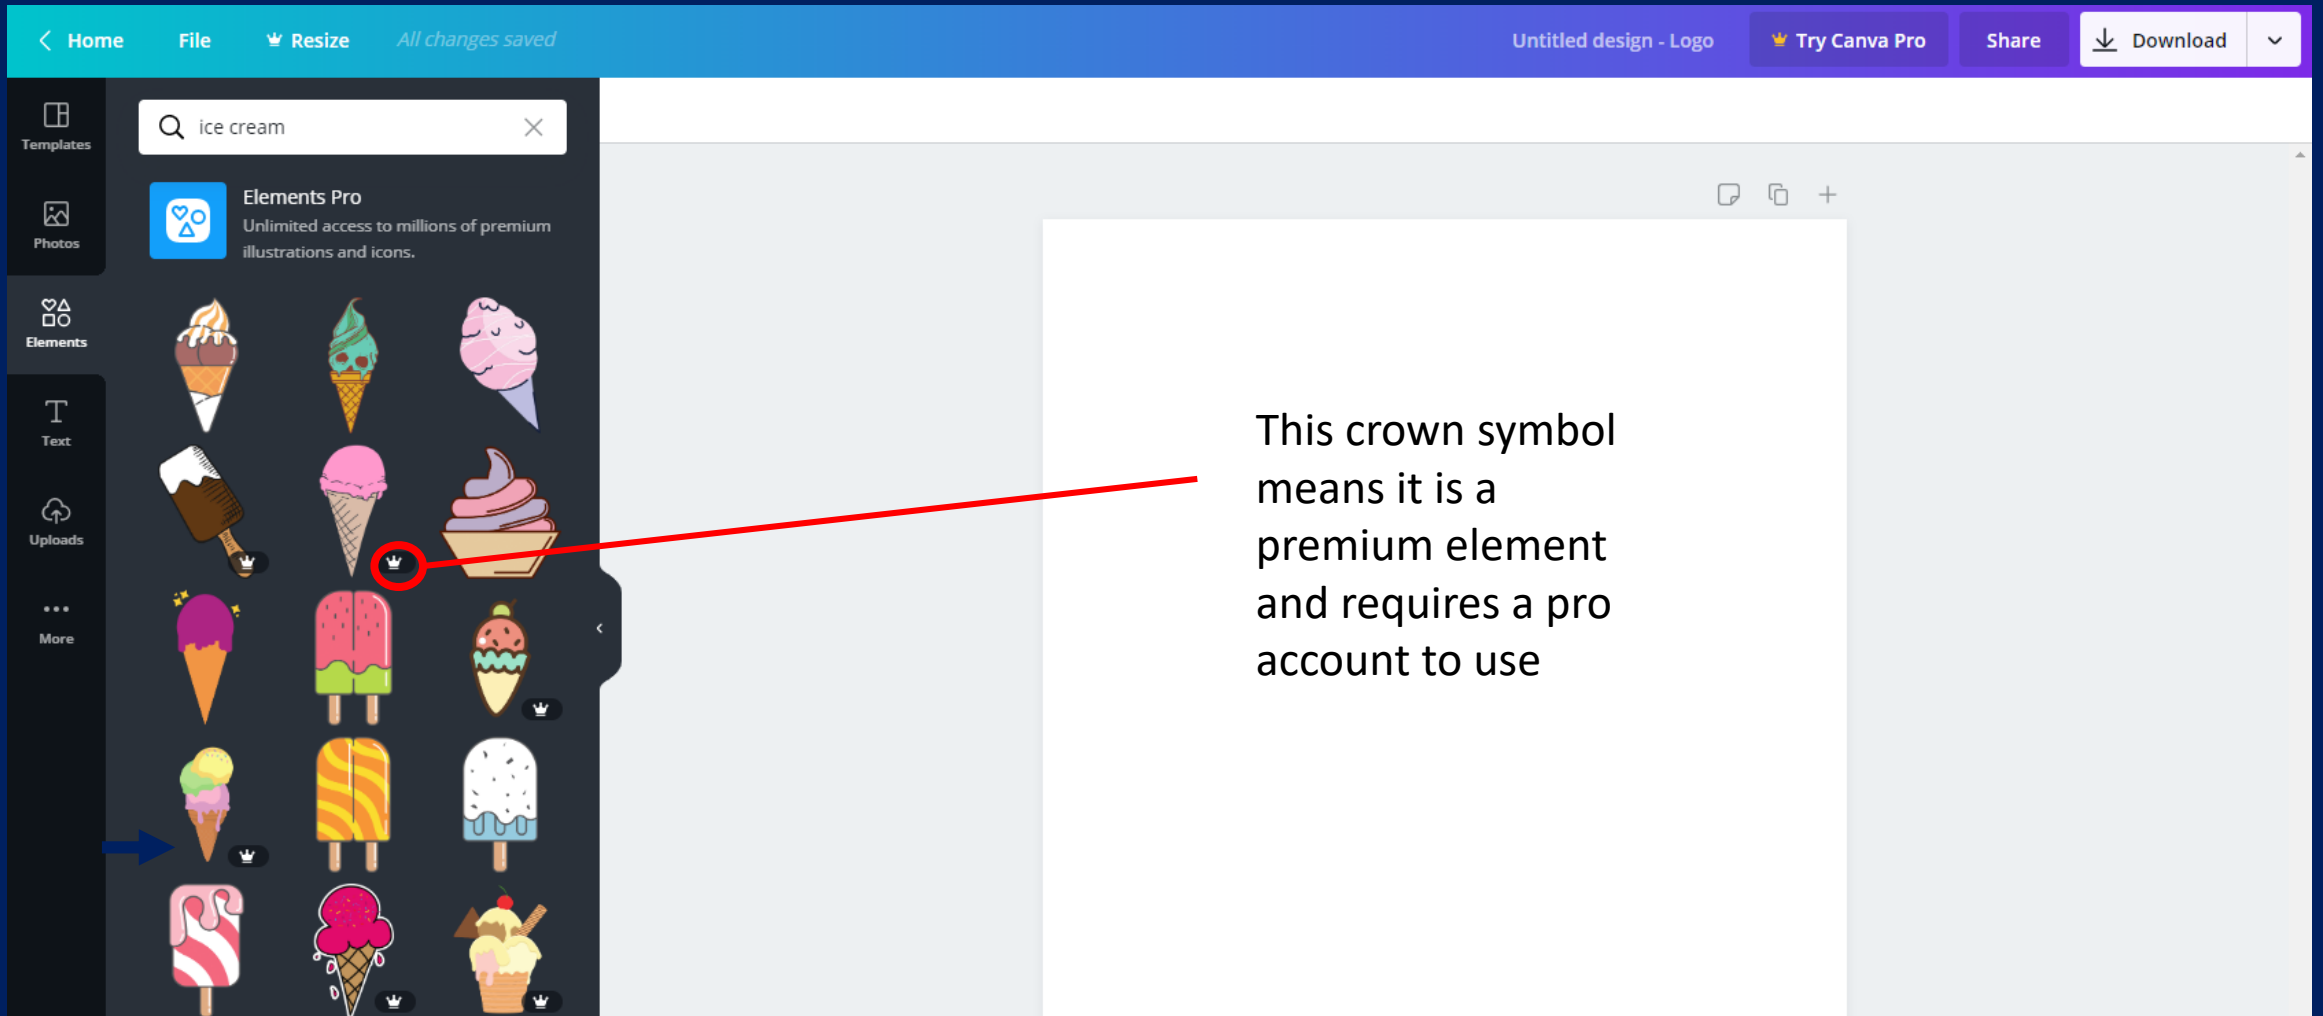 Home File Resize All changes saved Untitled design - Logo Try Canva Pro Share Download
Templates
Photos
Elements
Text
Uploads
More
ice cream
Elements Pro
Unlimited access to millions of premium
illustrations and icons.
This crown symbol
means it is a
premium element
and requires a pro
account to use